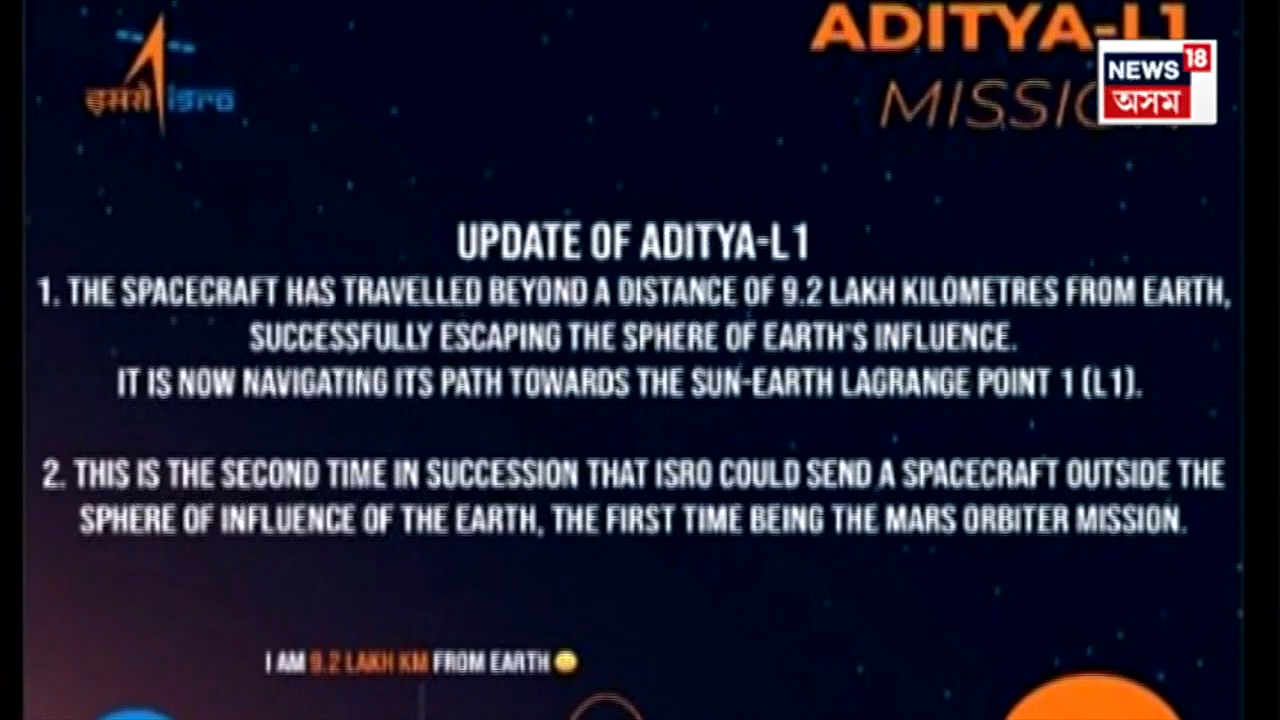 ADITYA-L1
NEWS 18
অসম
इसरो isro
UPDATE OF ADITYA-L1
1. THE SPACECRAFT HAS TRAVELLED BEYOND A DISTANCE OF 9.2 LAKH KILOMETRES FROM EARTH,
SUCCESSFULLY ESCAPING THE SPHERE OF EARTH'S INFLUENCE.
IT IS NOW NAVIGATING ITS PATH TOWARDS THE SUN-EARTH LAGRANGE POINT 1 (L1).
2. THIS IS THE SECOND TIME IN SUCCESSION THAT ISRO COULD SEND A SPACECRAFT OUTSIDE THE
SPHERE OF INFLUENCE OF THE EARTH, THE FIRST TIME BEING THE MARS ORBITER MISSION.
I AM 9.2 LAKH KM FROM EARTH